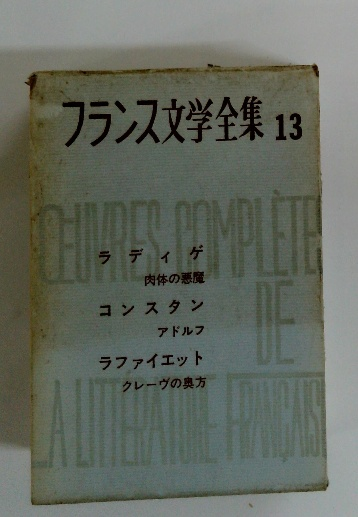 フランス文学全集 13
ŒUVRES COMPLÈTES
ラディゲ
肉体の悪魔
コンスタン
アドルフ
DE
ラファイエット
クレーヴの奥方
LA LITTÉRATURE FRANÇAISE